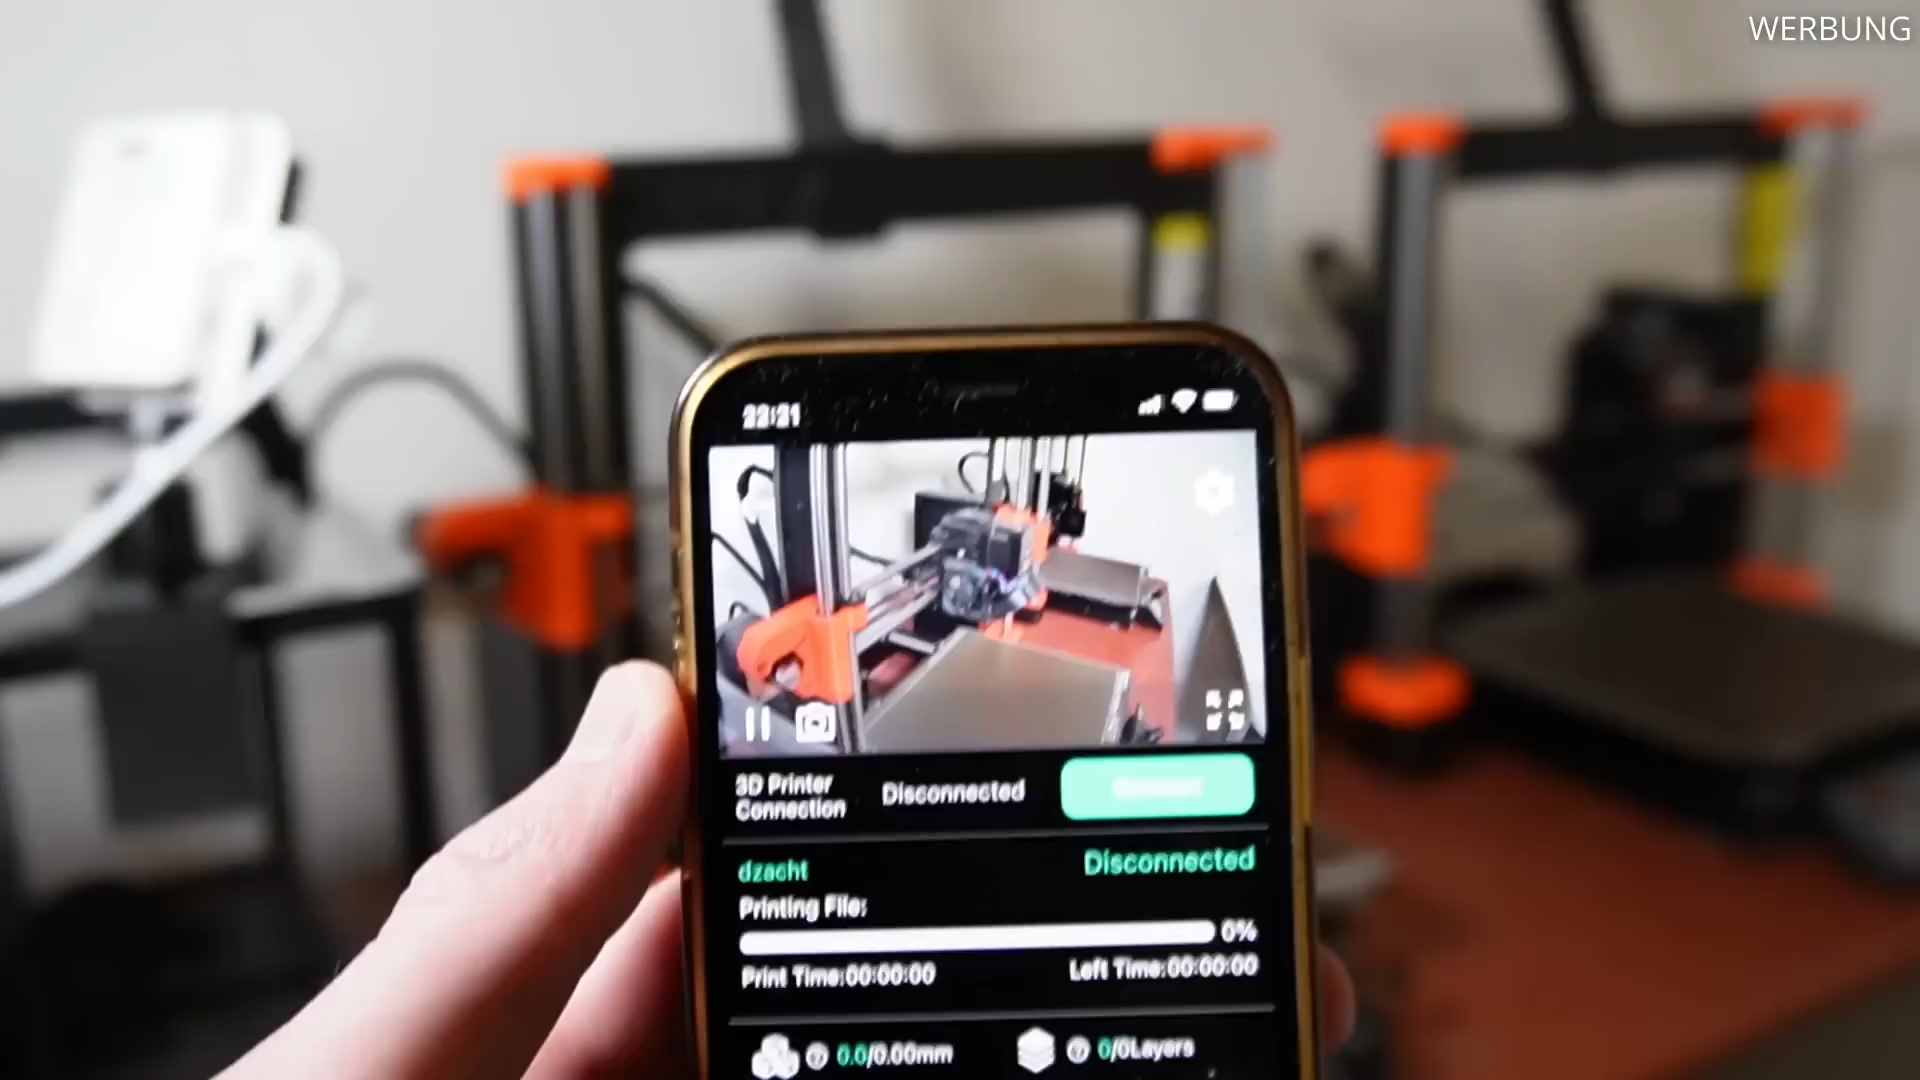 WERBUNG
22:21
3D Printer
Connection
Disconnected
dzacht
Disconnected
Printing File:
0%
Print Time:00:00:00
Left Time:00:00:00
0.0/0.00mm
0/0Layers